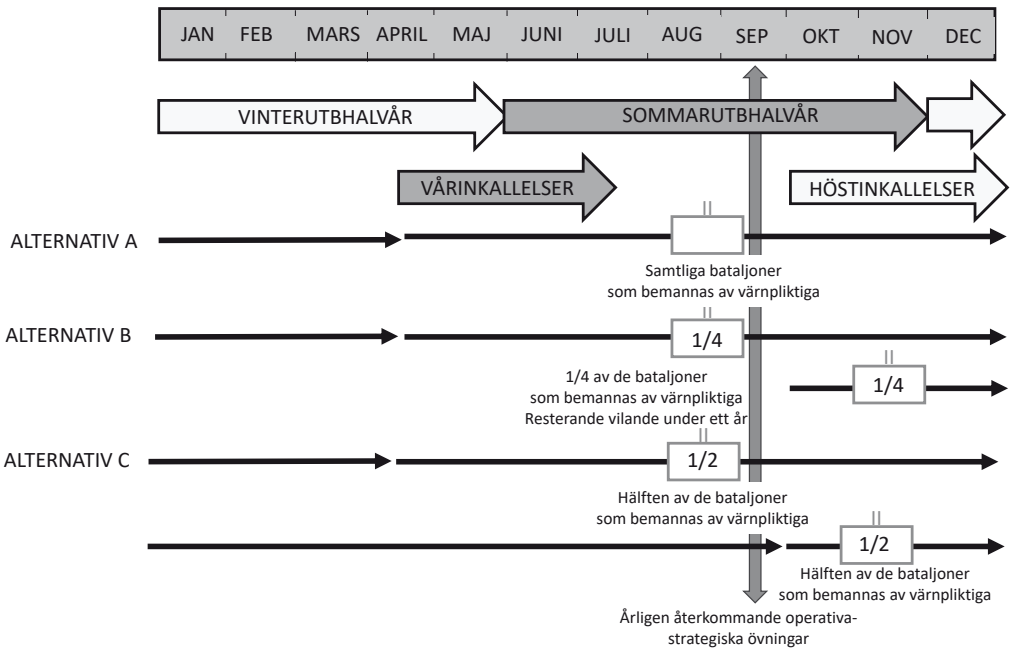 JAN FEB MARS APRIL MAJ JUNI JULI AUG SEP OKT NOV DEC
VINTERUTBHALVÅR SOMMARUTBHALVÅR
VÅRINKALLELSER HÖSTINKALLELSER
ALTERNATIV A
Samtliga bataljoner
som bemannas av värnpliktiga
ALTERNATIV B
1/4
1/4 av de bataljoner
som bemannas av värnpliktiga
Resterande vilande under ett år
1/4
ALTERNATIV C
1/2
Hälften av de bataljoner
som bemannas av värnpliktiga
1/2
Hälften av de bataljoner
som bemannas av värnpliktiga
Årligen återkommande operativa-
strategiska övningar